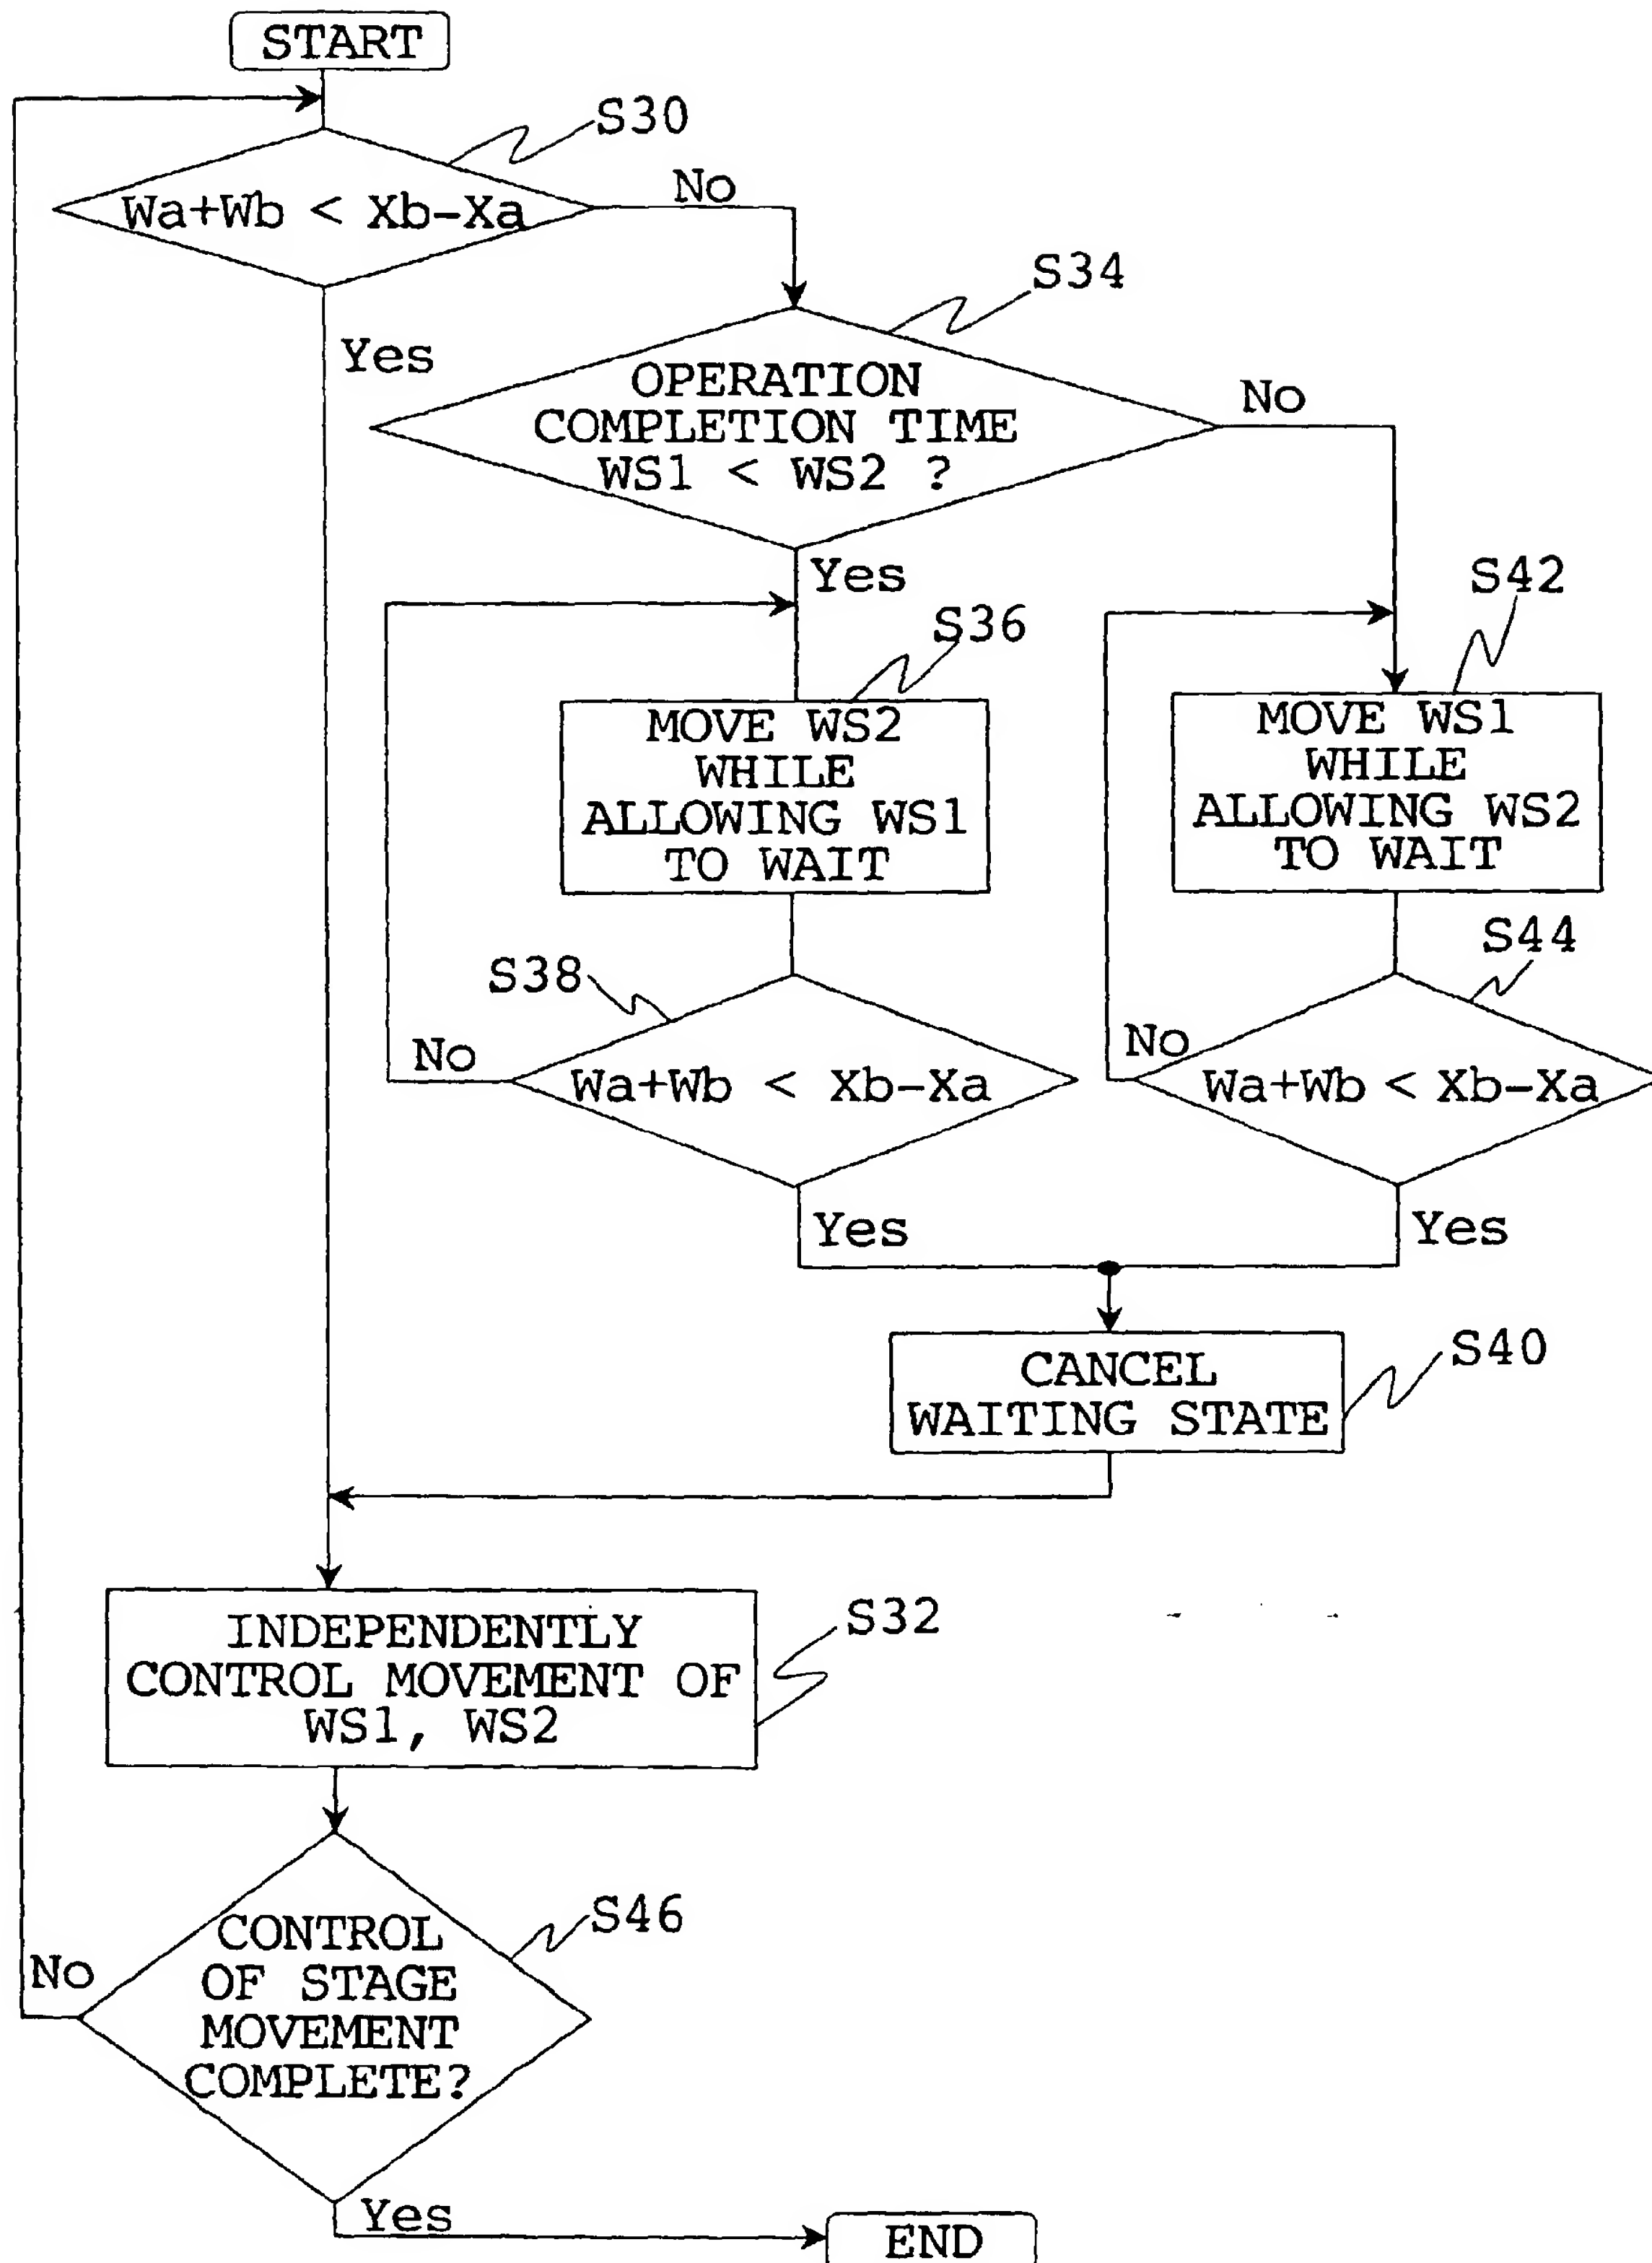 START
S30
Wa+Wb < Xb-Xa
No
Yes
S34
OPERATION
COMPLETION TIME
WS1 < WS2 ?
No
Yes
S36
MOVE WS2
WHILE
ALLOWING WS1
TO WAIT
S42
MOVE WS1
WHILE
ALLOWING WS2
TO WAIT
S38
No
Wa+Wb < Xb-Xa
Yes
S44
No
Wa+Wb < Xb-Xa
Yes
CANCEL
WAITING STATE
S40
INDEPENDENTLY
CONTROL MOVEMENT OF
WS1, WS2
S32
CONTROL
OF STAGE
MOVEMENT
COMPLETE?
S46
No
Yes
END